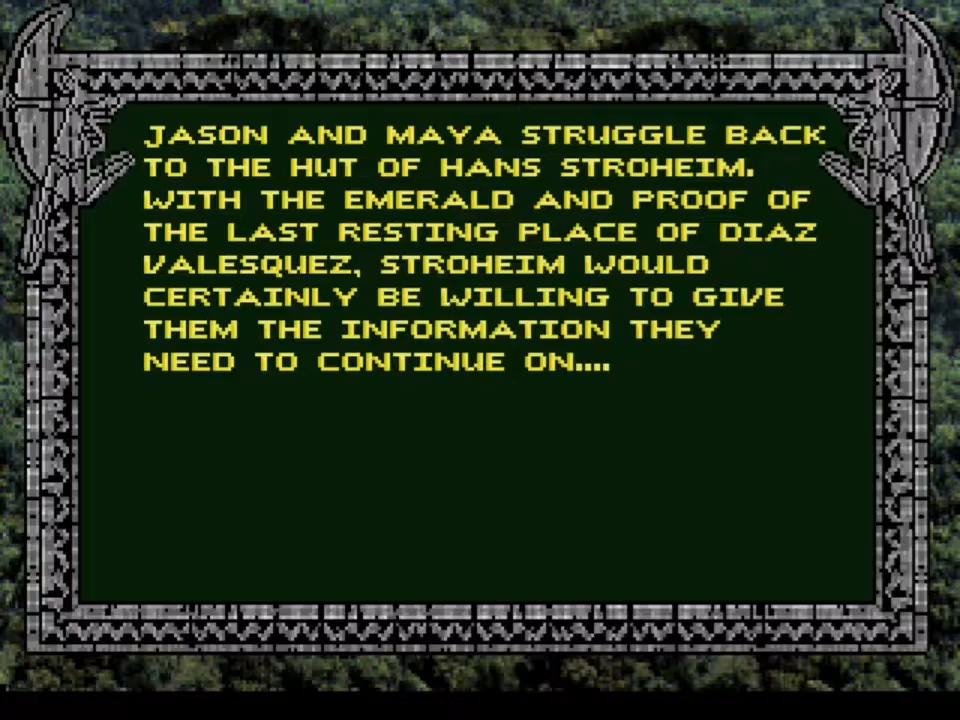 JASON AND MAYA STRUGGLE BACK
TO THE HUT OF HANS STROHEIM.
WITH THE EMERALD AND PROOF OF
THE LAST RESTING PLACE OF DIAZ
VALESQUEZ, STROHEIM WOULD
CERTAINLY BE WILLING TO GIVE
THEM THE INFORMATION THEY
NEED TO CONTINUE ON....